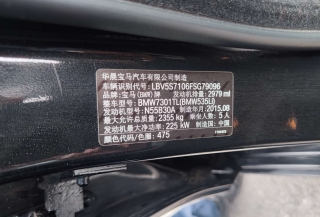 华晨宝马汽车有限公司制造
车辆识别代号: LBV5S7106FSG79096
品牌: 宝马(BMW)牌 发动机排量: 2979 ml
整车型号: BMW7301TL(BMW535Li)
发动机型号: N55B30A 制造年月: 2015.08
最大允许总质量: 2355 kg 乘坐人数: 5 人
发动机最大净功率: 225 kW 制造国: 中国
颜色代码/色漆: 475